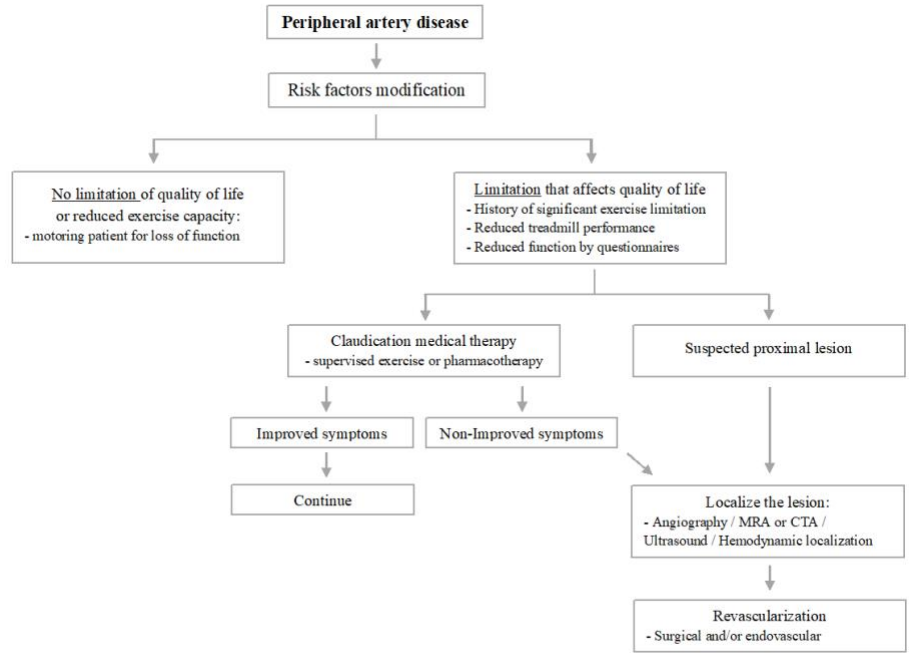 Peripheral artery disease
Risk factors modification
No limitation of quality of life
or reduced exercise capacity:
- motoring patient for loss of function
Limitation that affects quality of life
- History of significant exercise limitation
- Reduced treadmill performance
- Reduced function by questionnaires
Claudication medical therapy
- supervised exercise or pharmacotherapy
Suspected proximal lesion
Improved symptoms
Non-Improved symptoms
Continue
Localize the lesion:
- Angiography / MRA or CTA /
Ultrasound / Hemodynamic localization
Revascularization
- Surgical and/or endovascular